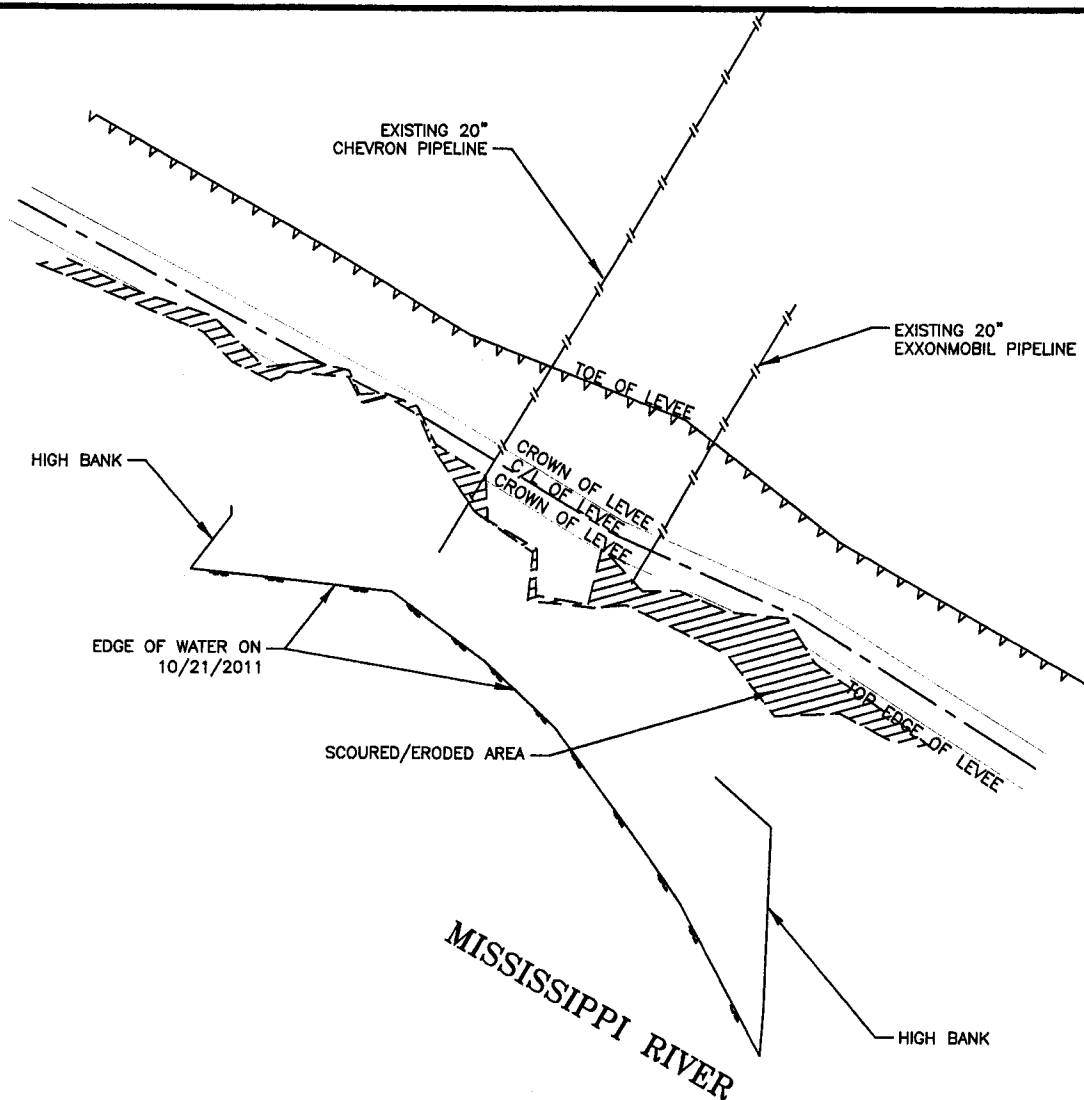 EXISTING 20"
CHEVRON PIPELINE
EXISTING 20"
EXXONMOBIL PIPELINE
TOE OF LEVEE
CROWN OF LEVEE
C/L OF LEVEE
CROWN OF LEVEE
HIGH BANK
EDGE OF WATER ON
10/21/2011
TOP EDGE OF LEVEE
SCOURED/ERODED AREA
MISSISSIPPI RIVER
HIGH BANK